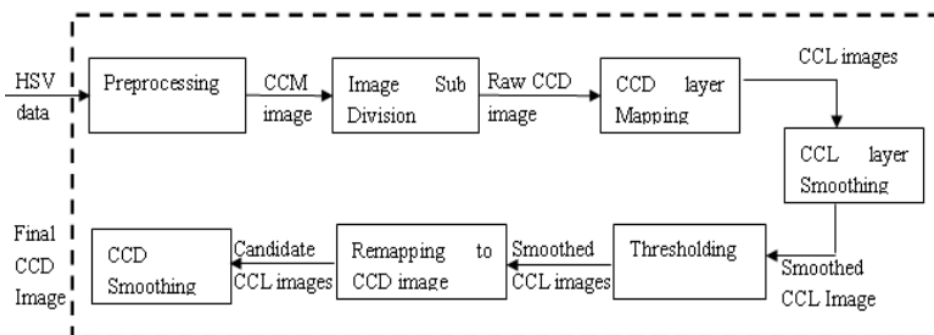 HSV
data
Preprocessing
CCM
image
Image Sub
Division
Raw CCD
image
CCD layer
Mapping
CCL images
CCL layer
Smoothing
Smoothed
CCL Image
Thresholding
Smoothed
CCL images
Remapping to
CCD image
Candidate
CCL images
CCD
Smoothing
Final
CCD
Image